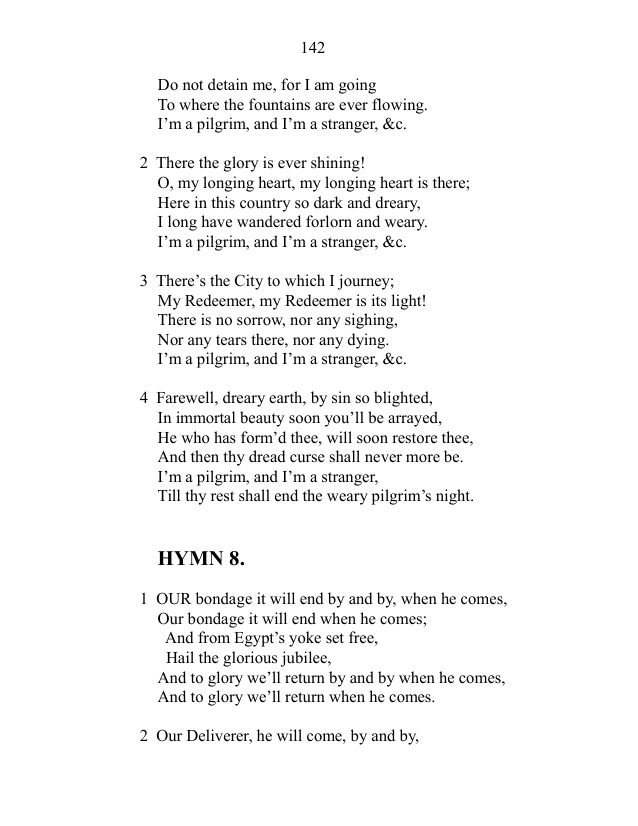 142
Do not detain me, for I am going
To where the fountains are ever flowing.
I’m a pilgrim, and I’m a stranger, &c.
2 There the glory is ever shining!
O, my longing heart, my longing heart is there;
Here in this country so dark and dreary,
I long have wandered forlorn and weary.
I’m a pilgrim, and I’m a stranger, &c.
3 There’s the City to which I journey;
My Redeemer, my Redeemer is its light!
There is no sorrow, nor any sighing,
Nor any tears there, nor any dying.
I’m a pilgrim, and I’m a stranger, &c.
4 Farewell, dreary earth, by sin so blighted,
In immortal beauty soon you’ll be arrayed,
He who has form’d thee, will soon restore thee,
And then thy dread curse shall never more be.
I’m a pilgrim, and I’m a stranger,
Till thy rest shall end the weary pilgrim’s night.
HYMN 8.
1 OUR bondage it will end by and by, when he comes,
Our bondage it will end when he comes;
And from Egypt’s yoke set free,
Hail the glorious jubilee,
And to glory we’ll return by and by when he comes,
And to glory we’ll return when he comes.
2 Our Deliverer, he will come, by and by,